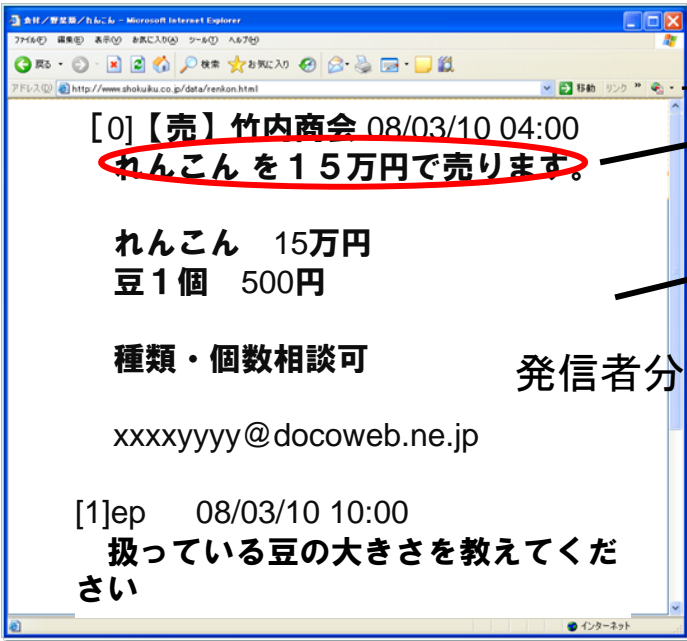 食材／野菜類／れんこん - Microsoft Internet Explorer
ファイル(F) 編集(E) 表示(V) お気に入り(A) ツール(T) ヘルプ(H)
戻る 検索 お気に入り
アドレス(D) http://www.shokuiku.co.jp/data/renkon.html 移動 リンク »
[0]【売】竹内商会 08/03/10 04:00
れんこん を１５万円で売ります。
れんこん　15万円
豆１個　500円
種類・個数相談可
発信者分
xxxxyyyy@docoweb.ne.jp
[1]ep 08/03/10 10:00
扱っている豆の大きさを教えてくだ
さい
インターネット